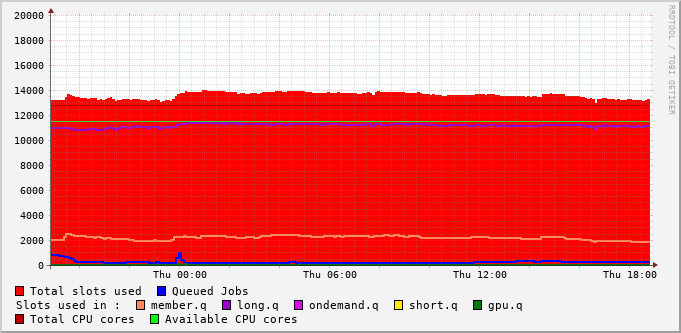 20000
18000
16000
14000
12000
10000
8000
6000
4000
2000
0
Thu 00:00 Thu 06:00 Thu 12:00 Thu 18:00
Total slots used Queued Jobs
Slots used in : member.q long.q ondemand.q short.q gpu.q
Total CPU cores Available CPU cores
RRDTOOL / TOBI OETIKER